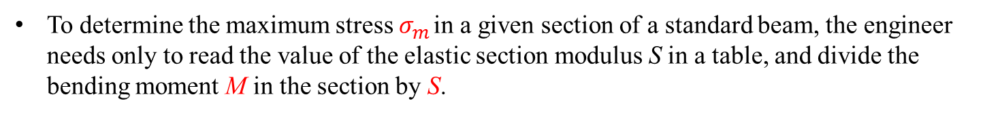 • To determine the maximum stress σₘ in a given section of a standard beam, the engineer
needs only to read the value of the elastic section modulus S in a table, and divide the
bending moment M in the section by S.